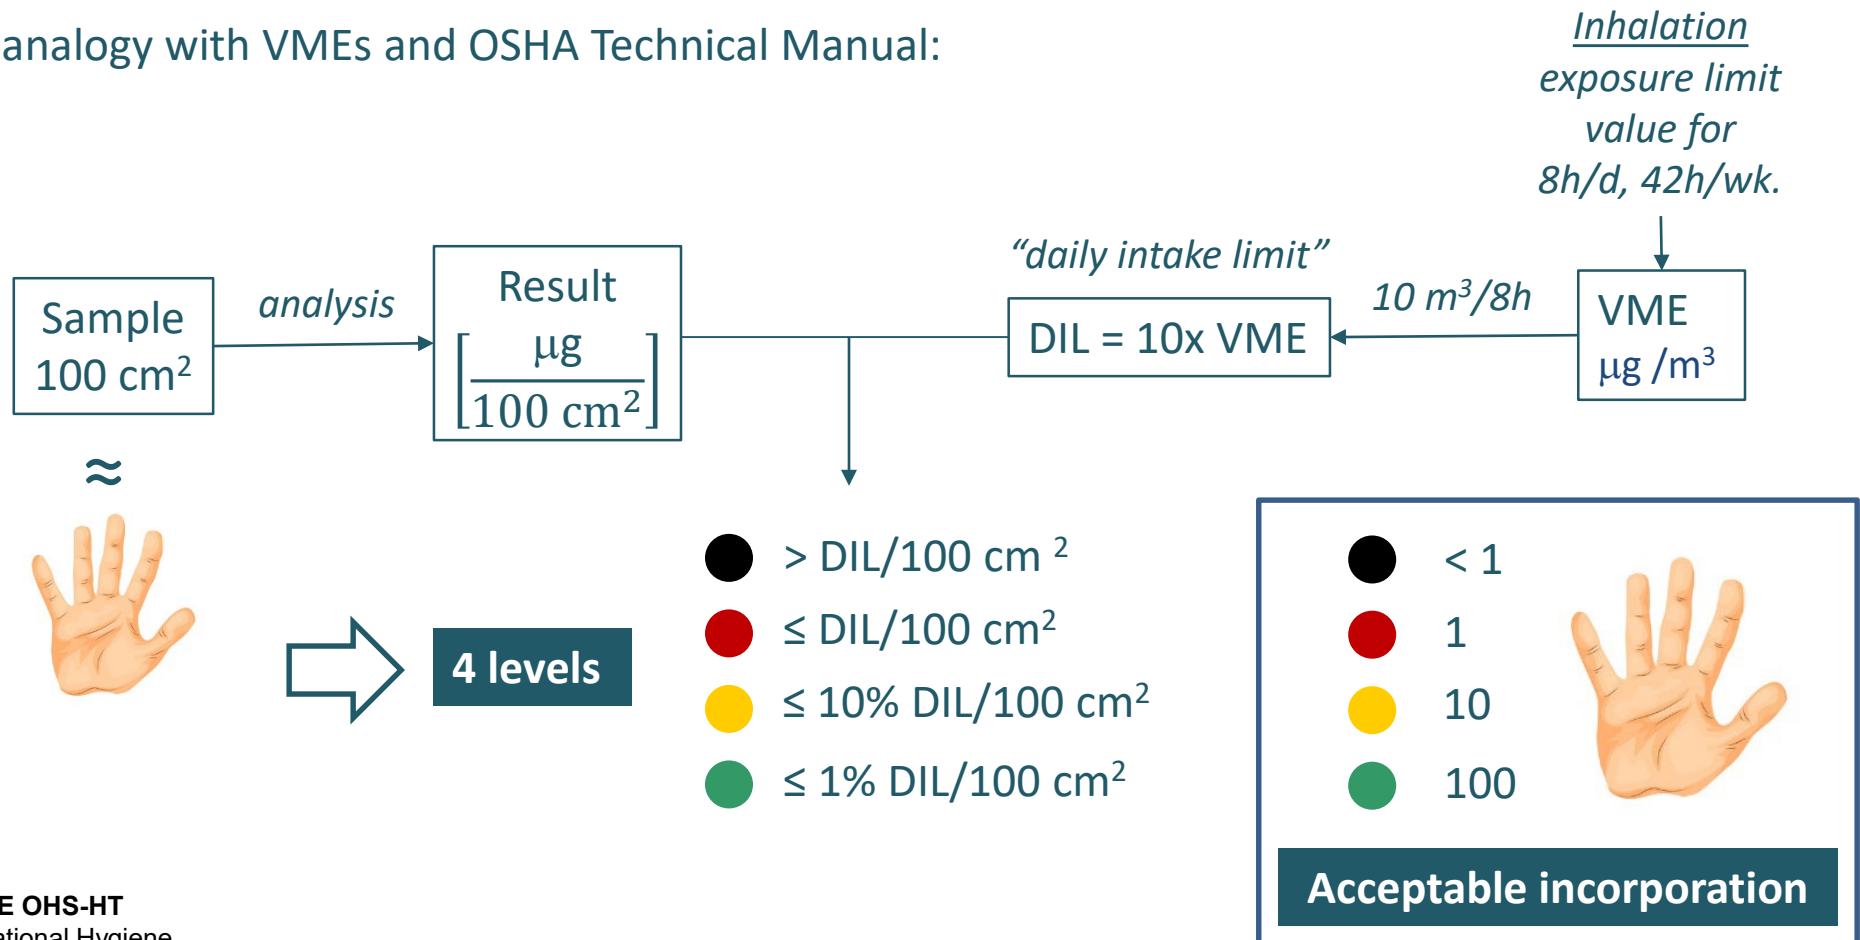 analogy with VMEs and OSHA Technical Manual:
Inhalation
exposure limit
value for
8h/d, 42h/wk.
Sample
100 cm²
analysis
Result
[μg / 100 cm²]
"daily intake limit"
DIL = 10x VME
10 m³/8h
VME
μg /m³
≈
4 levels
> DIL/100 cm ²
≤ DIL/100 cm²
≤ 10% DIL/100 cm²
≤ 1% DIL/100 cm²
< 1
1
10
100
Acceptable incorporation
E OHS-HT
ational Hygiene